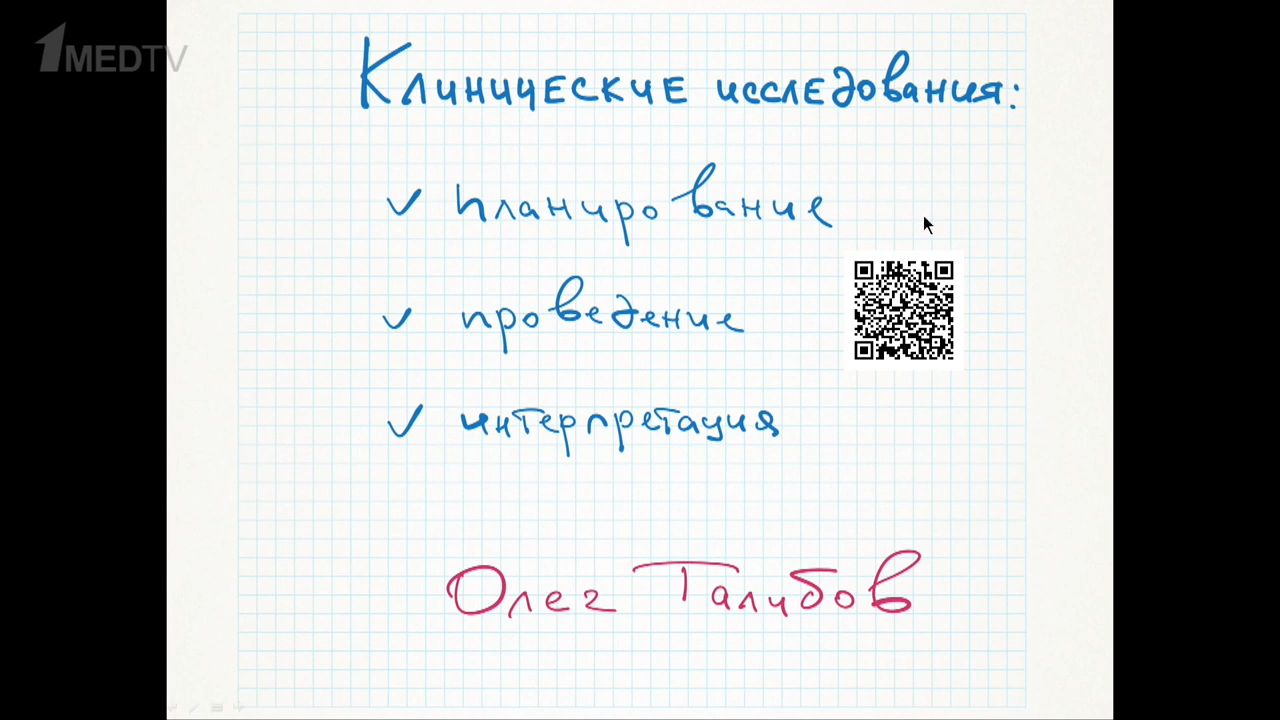 1MEDTV
Клинические исследования:
✓ планирование
✓ проведение
✓ интерпретация
Олег Талибов